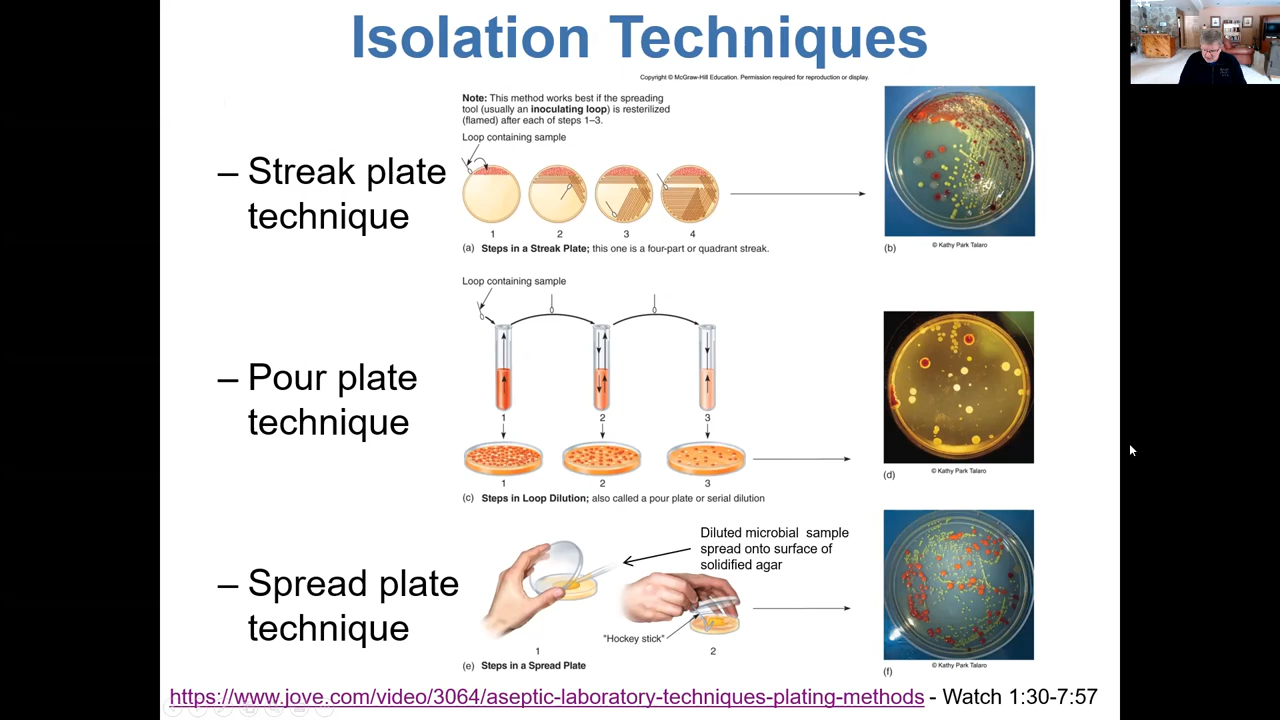 Isolation Techniques
Copyright © McGraw-Hill Education. Permission required for reproduction or display.
– Streak plate
technique
Note: This method works best if the spreading
tool (usually an inoculating loop) is resterilized
(flamed) after each of steps 1–3.
Loop containing sample
1 2 3 4
(a) Steps in a Streak Plate; this one is a four-part or quadrant streak.
(b)
© Kathy Park Talaro
– Pour plate
technique
Loop containing sample
1 2 3
1 2 3
(c) Steps in Loop Dilution; also called a pour plate or serial dilution
(d)
© Kathy Park Talaro
– Spread plate
technique
Diluted microbial sample
spread onto surface of
solidified agar
"Hockey stick"
1 2
(e) Steps in a Spread Plate
(f)
© Kathy Park Talaro
https://www.jove.com/video/3064/aseptic-laboratory-techniques-plating-methods - Watch 1:30-7:57